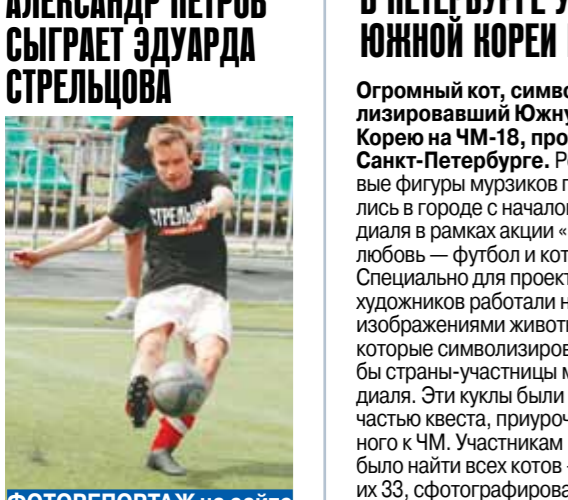 АЛЕКСАНДР ПЕТРОВ
СЫГРАЕТ ЭДУАРДА
СТРЕЛЬЦОВА
СТРЕЛЬЦОВ
ФОТОРЕПОРТАЖ на сайте
В ПЕТЕРБУРГЕ У
ЮЖНОЙ КОРЕИ
Огромный кот, симво
лизировавший Южну
Корею на ЧМ-18, про
Санкт-Петербурге. Р
вые фигуры мурзиков п
лись в городе с начало
диаля в рамках акции «
любовь — футбол и кот
Специально для проект
художников работали н
изображениями животн
которые символизиров
бы страны-участницы м
диаля. Эти куклы были
частью квеста, приуроч
ного к ЧМ. Участникам
было найти всех котов -
их 33, сфотографирова